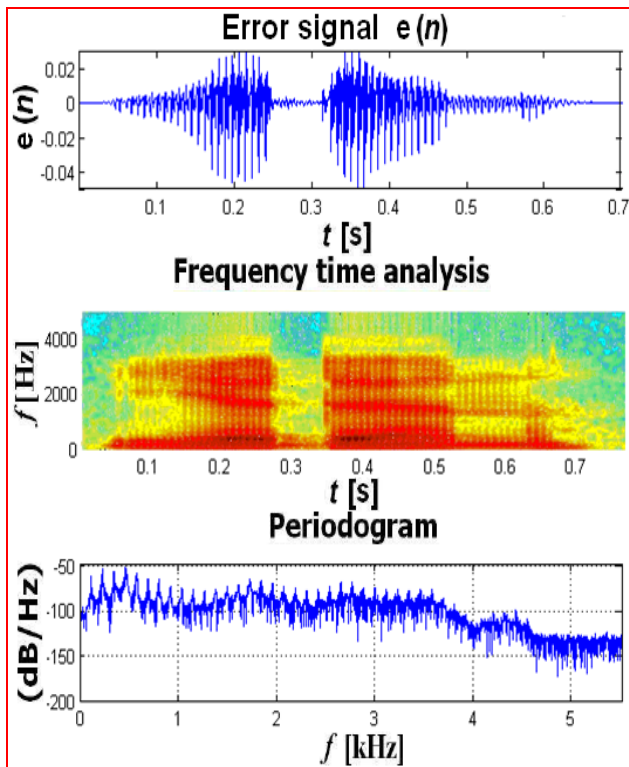 Error signal e(n)
e(n)
0.02
0
-0.02
-0.04
0.1 0.2 0.3 0.4 0.5 0.6 0.7
t [s]
Frequency time analysis
f [Hz]
4000
2000
0
0.1 0.2 0.3 0.4 0.5 0.6 0.7
t [s]
Periodogram
(dB/Hz)
-50
-100
-150
-200
0 1 2 3 4 5
f [kHz]